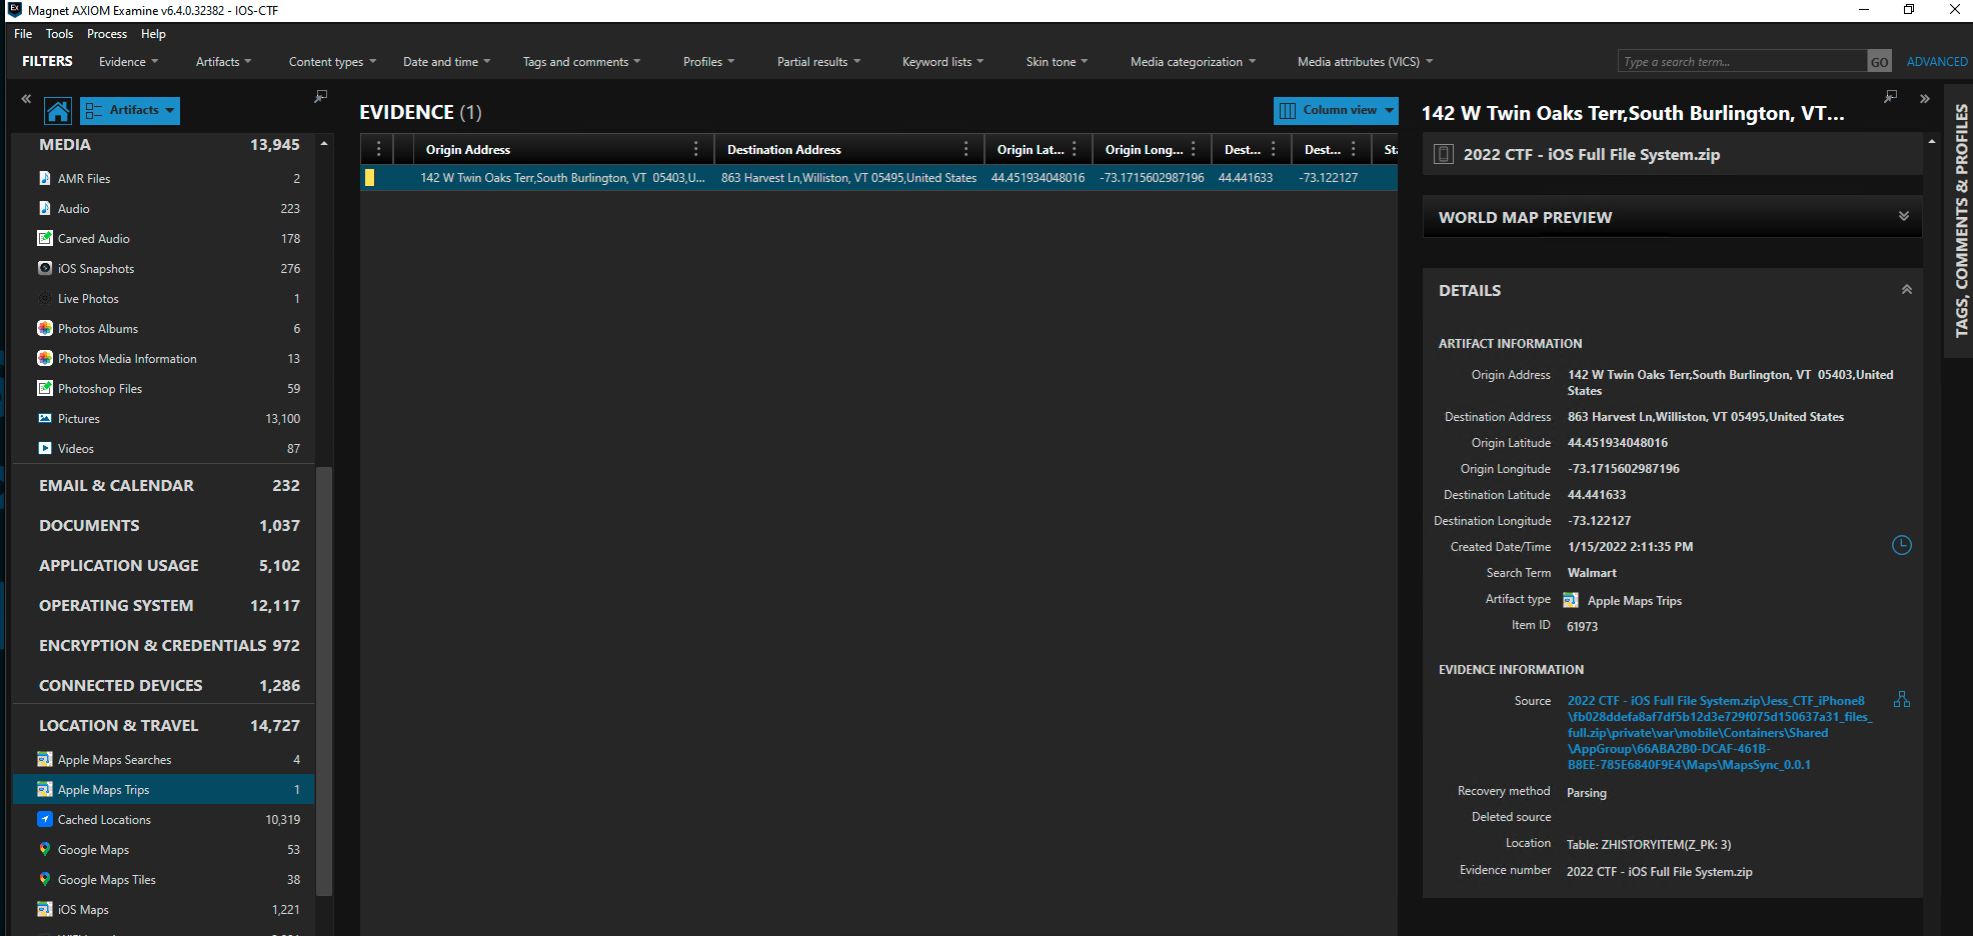 Magnet AXIOM Examine v6.4.0.32382 - IOS-CTF
File Tools Process Help
FILTERS Evidence Artifacts Content types Date and time Tags and comments Profiles Partial results Keyword lists Skin tone Media categorization Media attributes (VICS) Type a search term... GO ADVANCED
Artifacts
MEDIA 13,945
AMR Files 2
Audio 223
Carved Audio 178
iOS Snapshots 276
Live Photos 1
Photos Albums 6
Photos Media Information 13
Photoshop Files 59
Pictures 13,100
Videos 87
EMAIL & CALENDAR 232
DOCUMENTS 1,037
APPLICATION USAGE 5,102
OPERATING SYSTEM 12,117
ENCRYPTION & CREDENTIALS 972
CONNECTED DEVICES 1,286
LOCATION & TRAVEL 14,727
Apple Maps Searches 4
Apple Maps Trips 1
Cached Locations 10,319
Google Maps 53
Google Maps Tiles 38
iOS Maps 1,221
EVIDENCE (1)
Column view
Origin Address Destination Address Origin Lat... Origin Long... Dest... Dest... Sta
142 W Twin Oaks Terr,South Burlington, VT  05403,U... 863 Harvest Ln,Williston, VT 05495,United States 44.451934048016 -73.1715602987196 44.441633 -73.122127
142 W Twin Oaks Terr,South Burlington, VT...
2022 CTF - iOS Full File System.zip
WORLD MAP PREVIEW
DETAILS
ARTIFACT INFORMATION
Origin Address 142 W Twin Oaks Terr,South Burlington, VT  05403,United
States
Destination Address 863 Harvest Ln,Williston, VT 05495,United States
Origin Latitude 44.451934048016
Origin Longitude -73.1715602987196
Destination Latitude 44.441633
Destination Longitude -73.122127
Created Date/Time 1/15/2022 2:11:35 PM
Search Term Walmart
Artifact type Apple Maps Trips
Item ID 61973
EVIDENCE INFORMATION
Source 2022 CTF - iOS Full File System.zip\Jess_CTF_iPhone8
\fb028ddefa8af7df5b12d3e729f075d150637a31_files_
full.zip\private\var\mobile\Containers\Shared
\AppGroup\66ABA2B0-DCAF-461B-
B8EE-785E6840F9E4\Maps\MapsSync_0.0.1
Recovery method Parsing
Deleted source
Location Table: ZHISTORYITEM(Z_PK: 3)
Evidence number 2022 CTF - iOS Full File System.zip
TAGS, COMMENTS & PROFILES